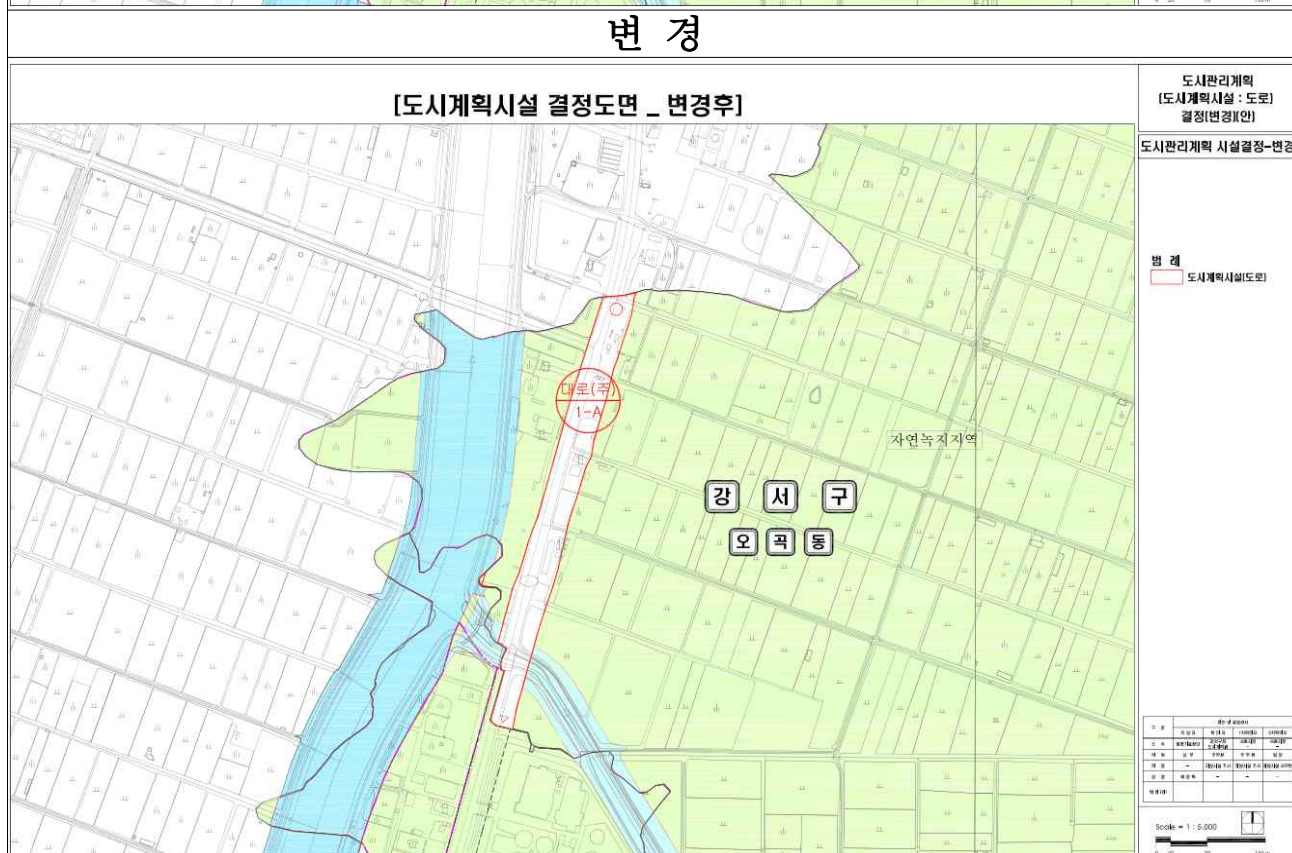 변 경
[도시계획시설 결정도면 _ 변경후]
도시관리계획
(도시계획시설 : 도로)
결정(변경)(안)
도시관리계획 시설결정-변경
범 례
도시계획시설(도로)
대로(주)
1-A
자연녹지지역
강 서 구
오 곡 동
Scale = 1 : 5,000